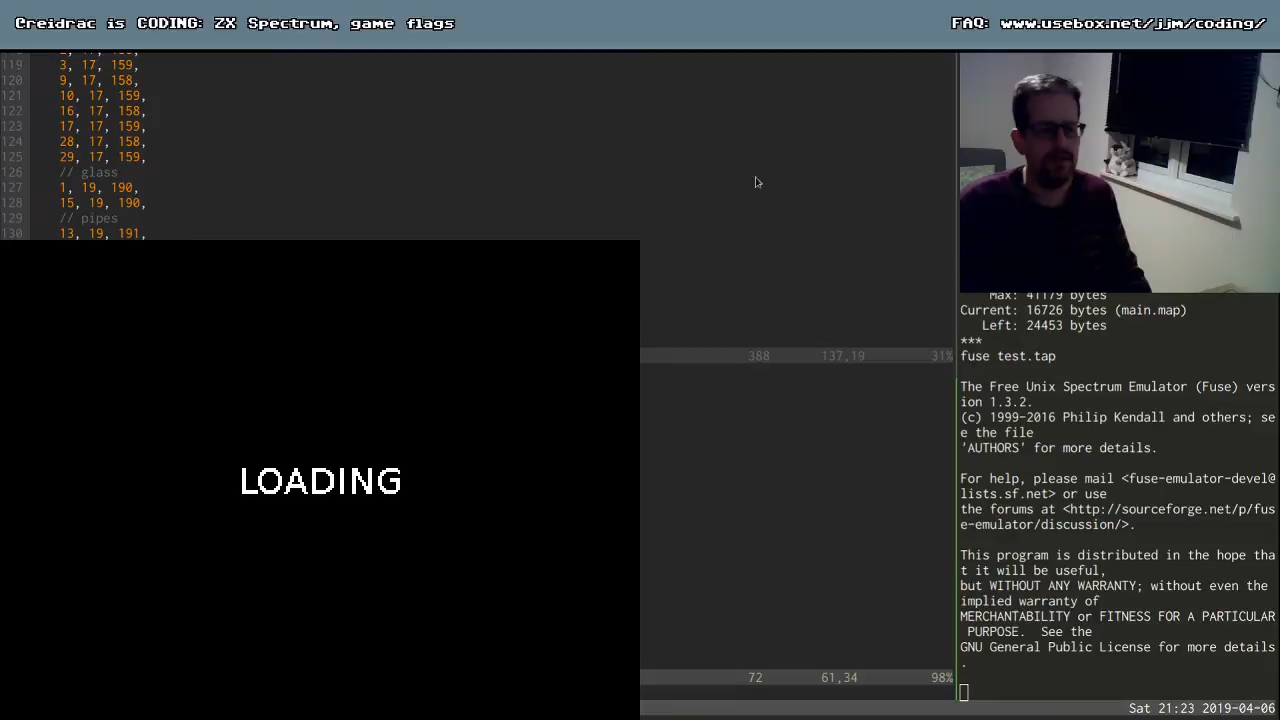 Creidrac is CODING: ZX Spectrum, game flags
FAQ: www.usebox.net/jjm/coding/
119 3, 17, 159,
120 9, 17, 158,
121 10, 17, 159,
122 16, 17, 158,
123 17, 17, 159,
124 28, 17, 158,
125 29, 17, 159,
126 // glass
127 1, 19, 190,
128 15, 19, 190,
129 // pipes
130 13, 19, 191,
388 137,19 31%
LOADING
72 61,34 98%
Max: 41179 bytes
Current: 16726 bytes (main.map)
Left: 24453 bytes
***
fuse test.tap
The Free Unix Spectrum Emulator (Fuse) vers
ion 1.3.2.
(c) 1999-2016 Philip Kendall and others; se
e the file
'AUTHORS' for more details.
For help, please mail <fuse-emulator-devel@
lists.sf.net> or use
the forums at <http://sourceforge.net/p/fus
e-emulator/discussion/>.
This program is distributed in the hope tha
t it will be useful,
but WITHOUT ANY WARRANTY; without even the
implied warranty of
MERCHANTABILITY or FITNESS FOR A PARTICULAR
PURPOSE. See the
GNU General Public License for more details
.
Sat 21:23 2019-04-06